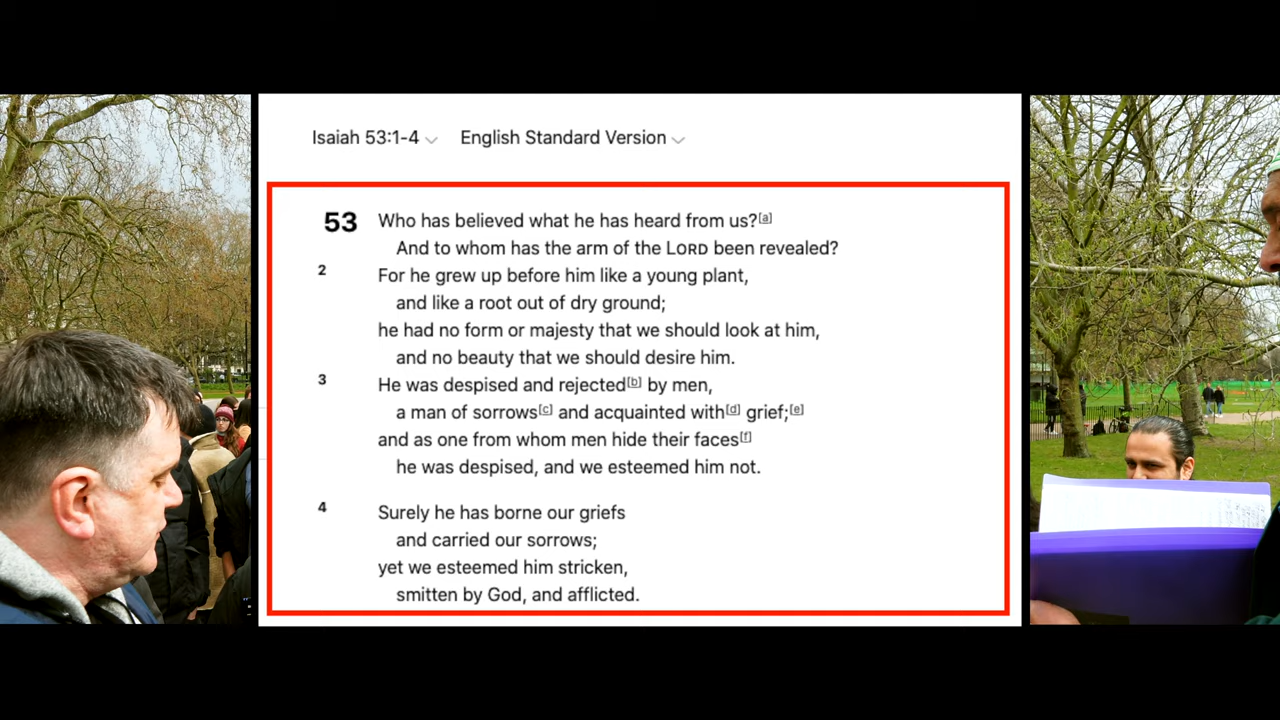 Isaiah 53:1-4 English Standard Version
53 Who has believed what he has heard from us?[a]
And to whom has the arm of the LORD been revealed?
2 For he grew up before him like a young plant,
and like a root out of dry ground;
he had no form or majesty that we should look at him,
and no beauty that we should desire him.
3 He was despised and rejected[b] by men,
a man of sorrows[c] and acquainted with[d] grief;[e]
and as one from whom men hide their faces[f]
he was despised, and we esteemed him not.
4 Surely he has borne our griefs
and carried our sorrows;
yet we esteemed him stricken,
smitten by God, and afflicted.